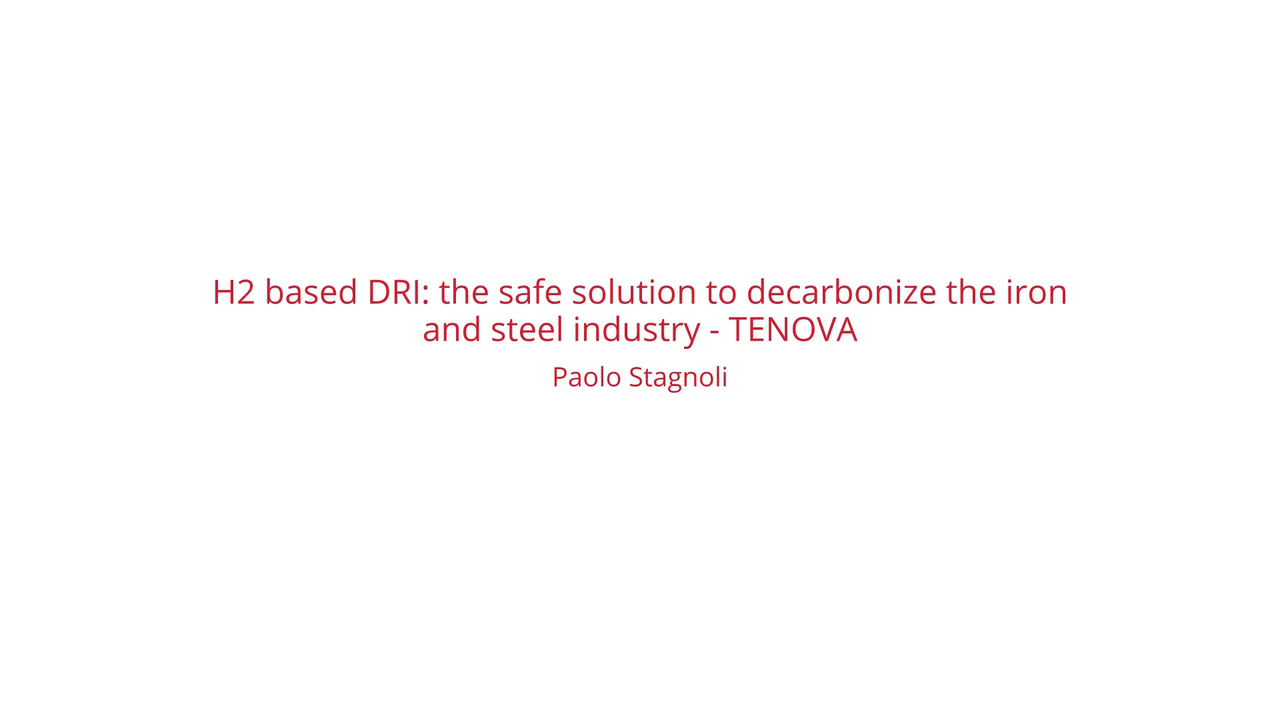 H2 based DRI: the safe solution to decarbonize the iron
and steel industry - TENOVA
Paolo Stagnoli